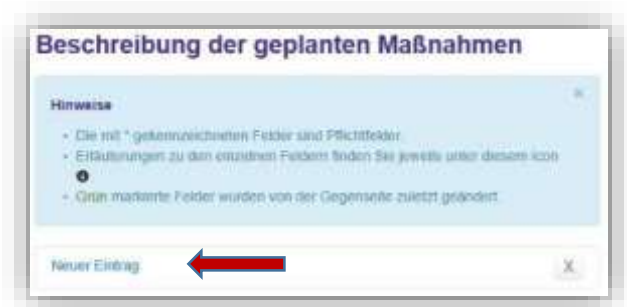 Beschreibung der geplanten Maßnahmen
×
Hinweise
• Die mit * gekennzeichneten Felder sind Pflichtfelder.
• Erläuterungen zu den einzelnen Feldern finden Sie jeweils unter diesem Icon
• Grün markierte Felder wurden von der Gegenseite zuletzt geändert.
Neuer Eintrag
X